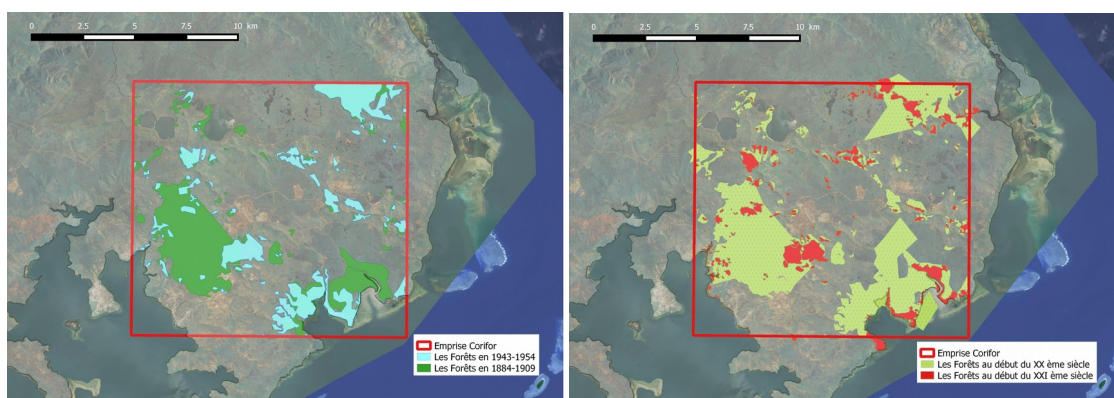 0 2.5 5 7.5 10 km
Emprise Corifor
Les Forêts en 1943-1954
Les Forêts en 1884-1909
0 2.5 5 7.5 10 km
Emprise Corifor
Les Forêts au début du XX ème siècle
Les Forêts au début du XXI ème siècle